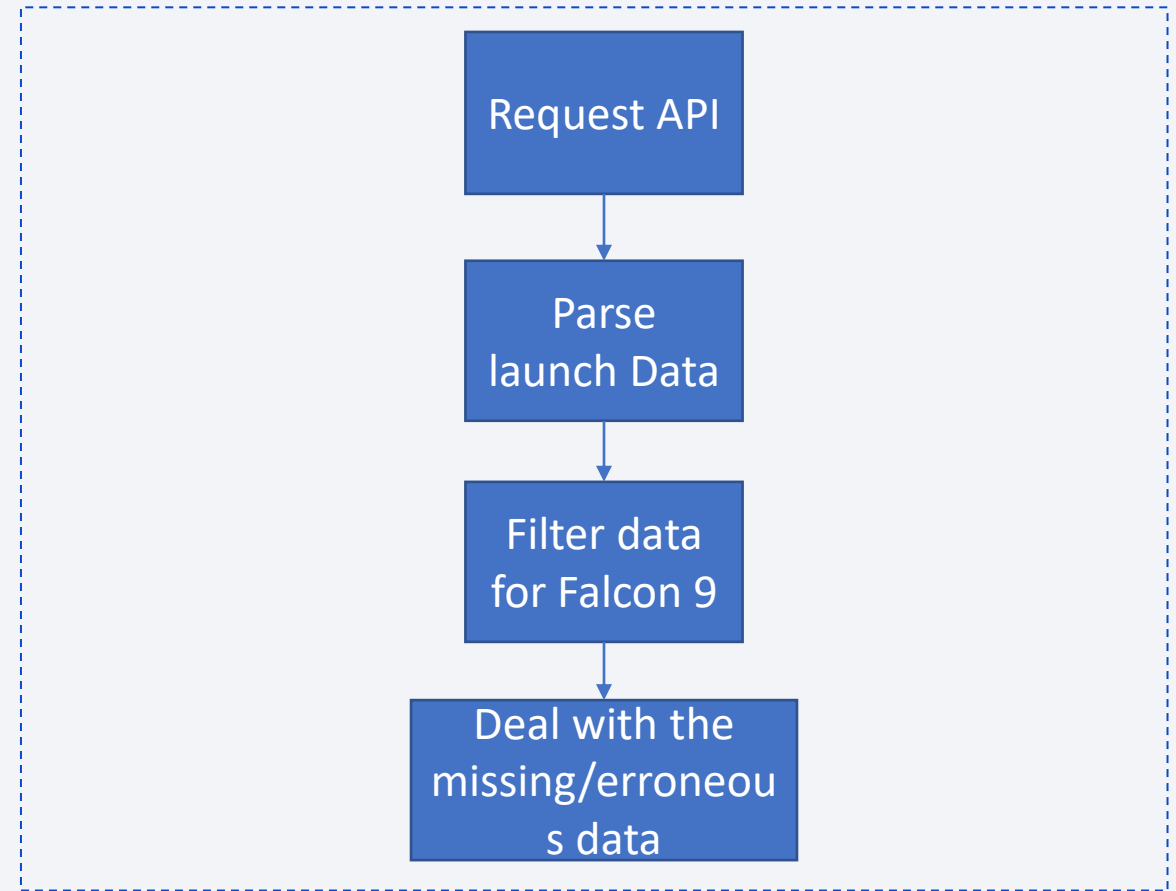 Request API
Parse
launch Data
Filter data
for Falcon 9
Deal with the
missing/erroneou
s data